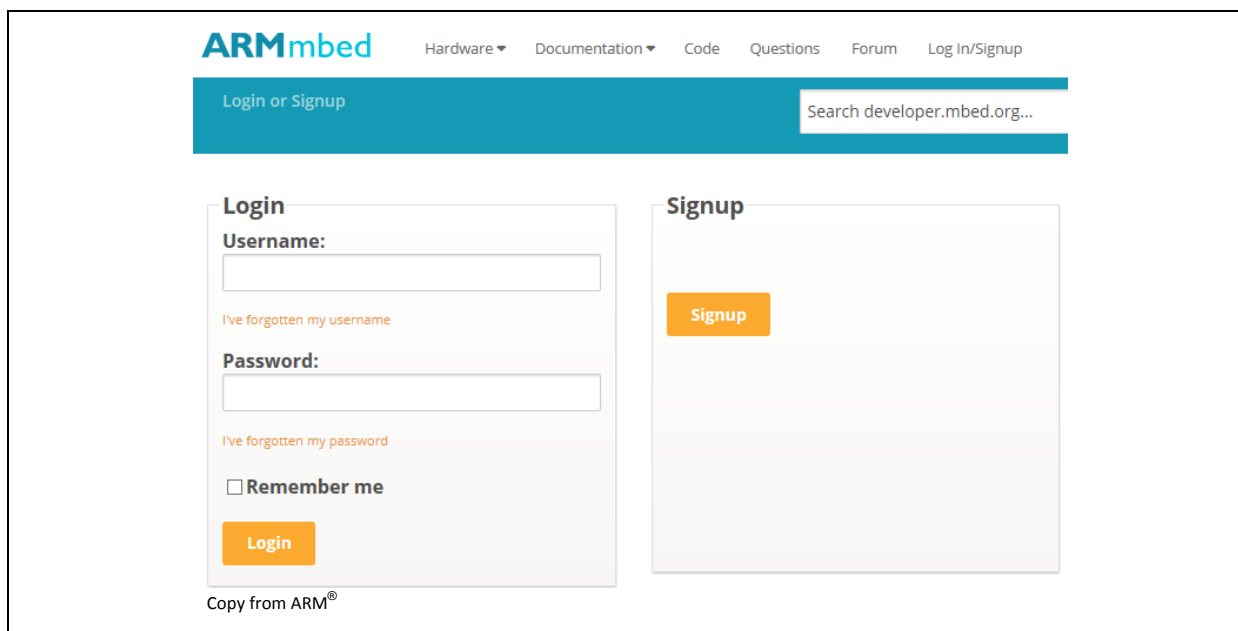 ARMmbed Hardware Documentation Code Questions Forum Log In/Signup
Login or Signup
Search developer.mbed.org...
Login
Username:
I've forgotten my username
Password:
I've forgotten my password
Remember me
Login
Signup
Signup
Copy from ARM®